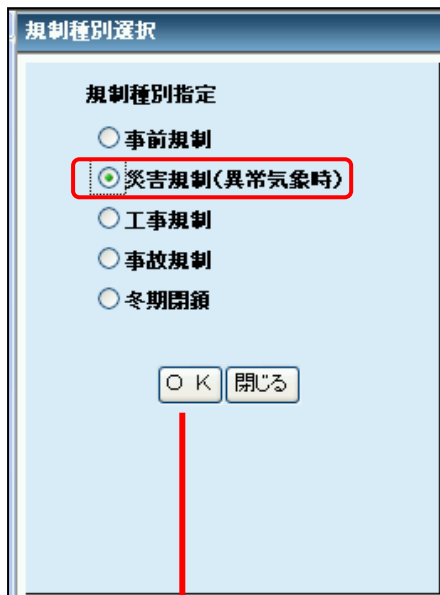 規制種別選択
規制種別指定
事前規制
災害規制(異常気象時)
工事規制
事故規制
冬期閉鎖
ＯＫ 閉じる